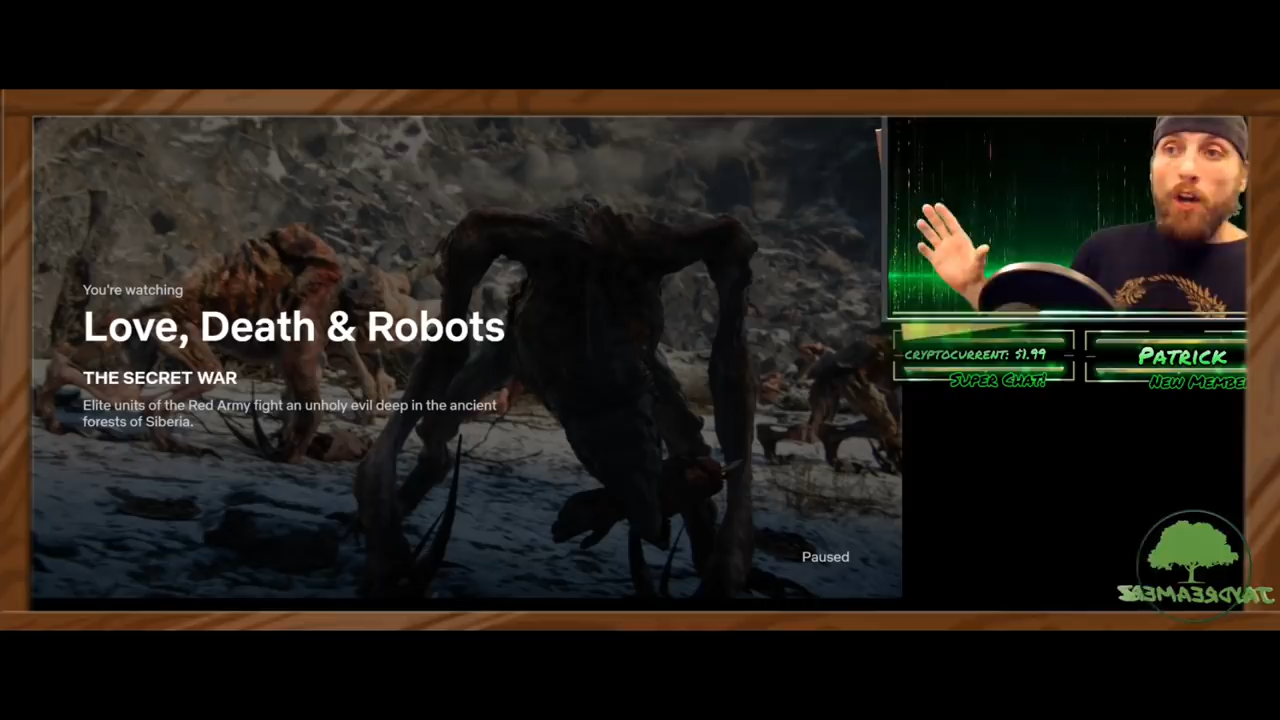 You're watching
Love, Death & Robots
THE SECRET WAR
Elite units of the Red Army fight an unholy evil deep in the ancient
forests of Siberia.
Paused
CRYPTOCURRENT: $1.99
SUPER CHAT!
PATRICK
NEW MEMBE
JAYDREAMERZ